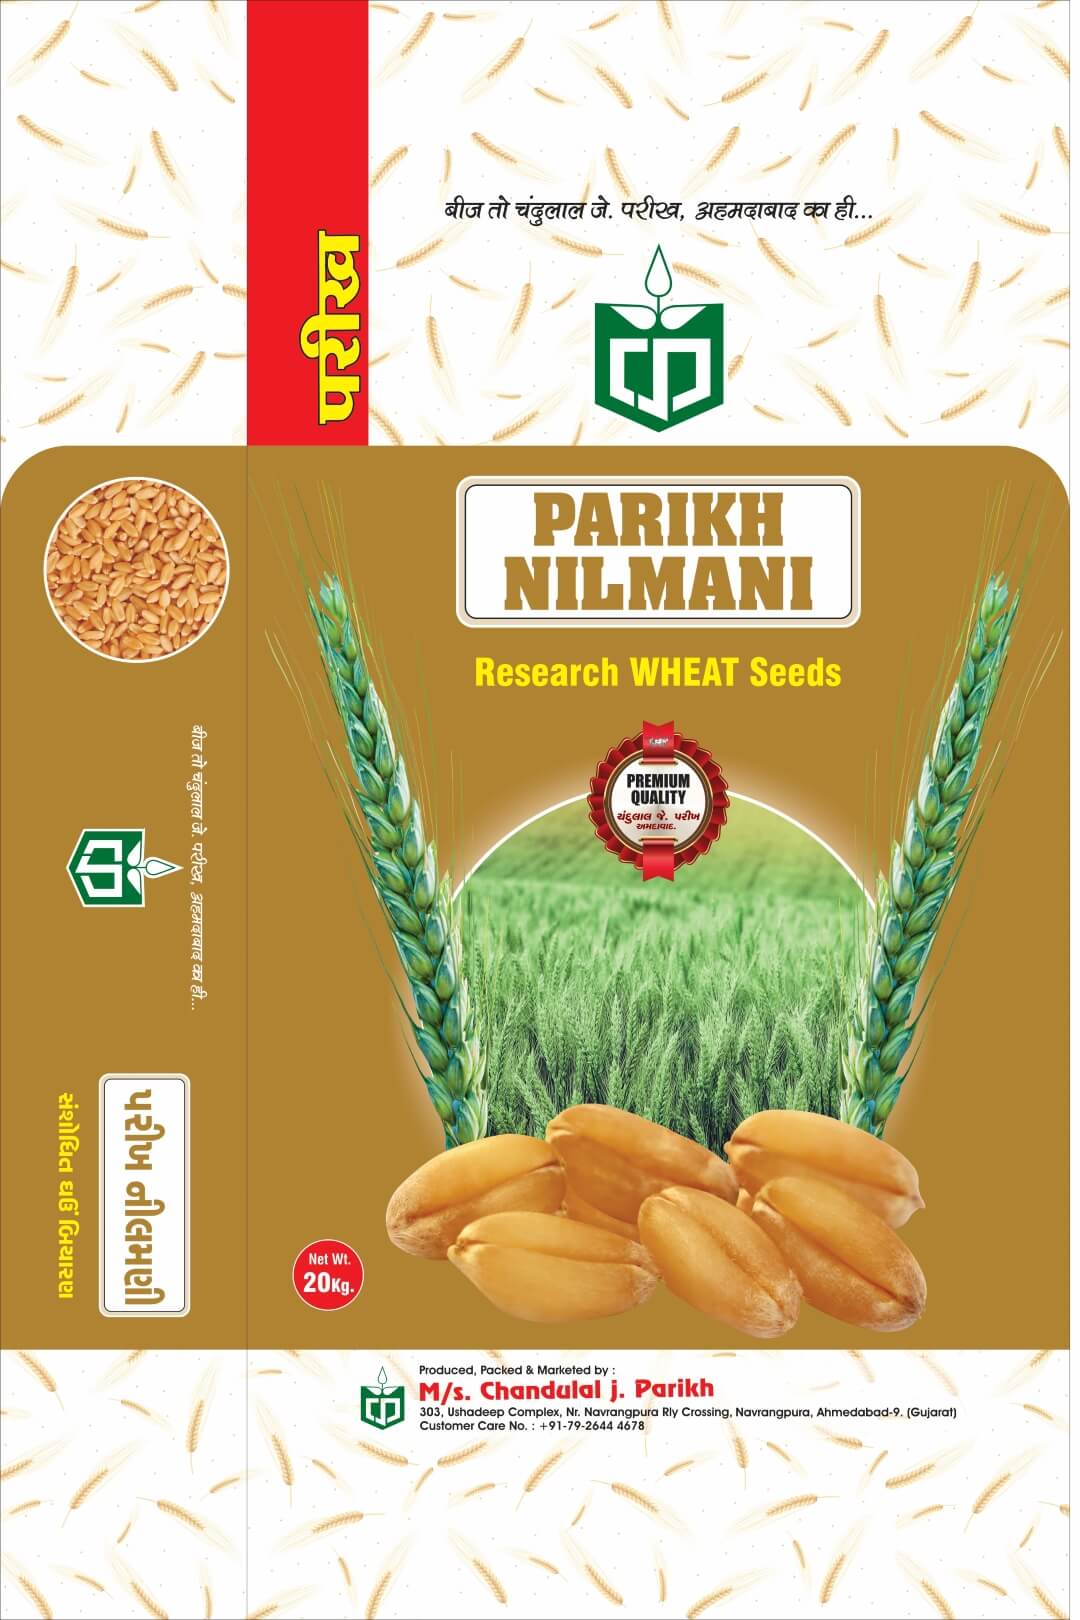 बीज तो चंदुलाल जे. परीख, अहमदाबाद का ही...
परीख
PARIKH
NILMANI
Research WHEAT Seeds
PREMIUM
QUALITY
ચંદુલાલ જે. પરીખ
અમદાવાદ.
Net Wt.
20Kg.
बीज तो चंदुलाल जे. परीख, अहमदाबाद का ही...
પરીખ નીલમણી
સંશોધિત ઘઉં બિયારણ
Produced, Packed & Marketed by :
M/s. Chandulal j. Parikh
303, Ushadeep Complex, Nr. Navrangpura Rly Crossing, Navrangpura, Ahmedabad-9. (Gujarat)
Customer Care No. : +91-79-2644 4678